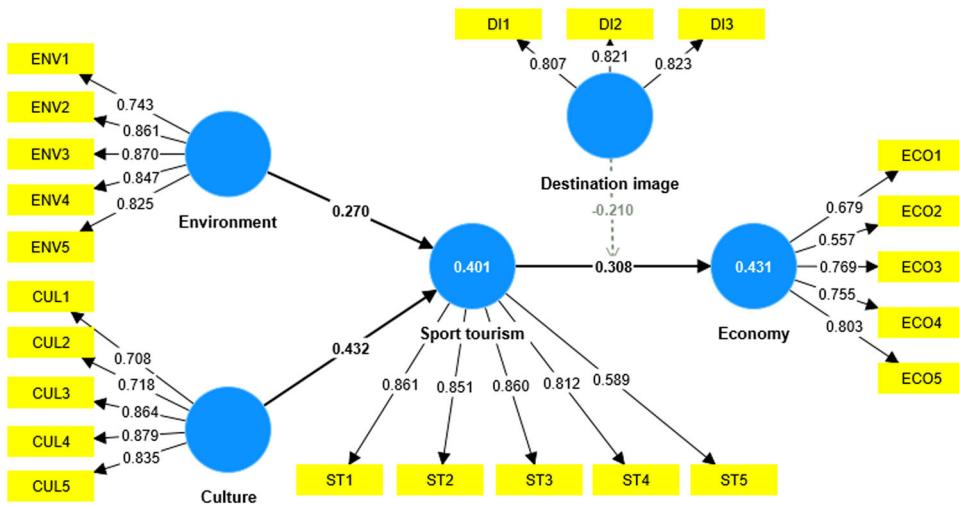 DI1
DI2
DI3
0.807
0.821
0.823
Destination image
-0.210
ENV1
ENV2
ENV3
ENV4
ENV5
0.743
0.861
0.870
0.847
0.825
Environment
0.270
CUL1
CUL2
CUL3
CUL4
CUL5
0.708
0.718
0.864
0.879
0.835
Culture
0.432
0.401
Sport tourism
0.308
0.861
0.851
0.860
0.812
0.589
ST1
ST2
ST3
ST4
ST5
0.431
Economy
0.679
0.557
0.769
0.755
0.803
ECO1
ECO2
ECO3
ECO4
ECO5